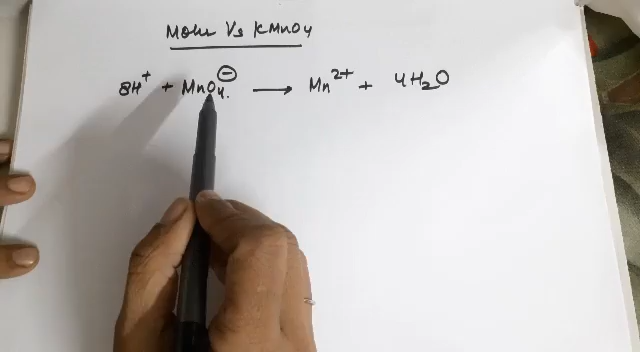 Mohr Vs KMnO4
8H⁺ + MnO₄⁻ → Mn²⁺ + 4H₂O